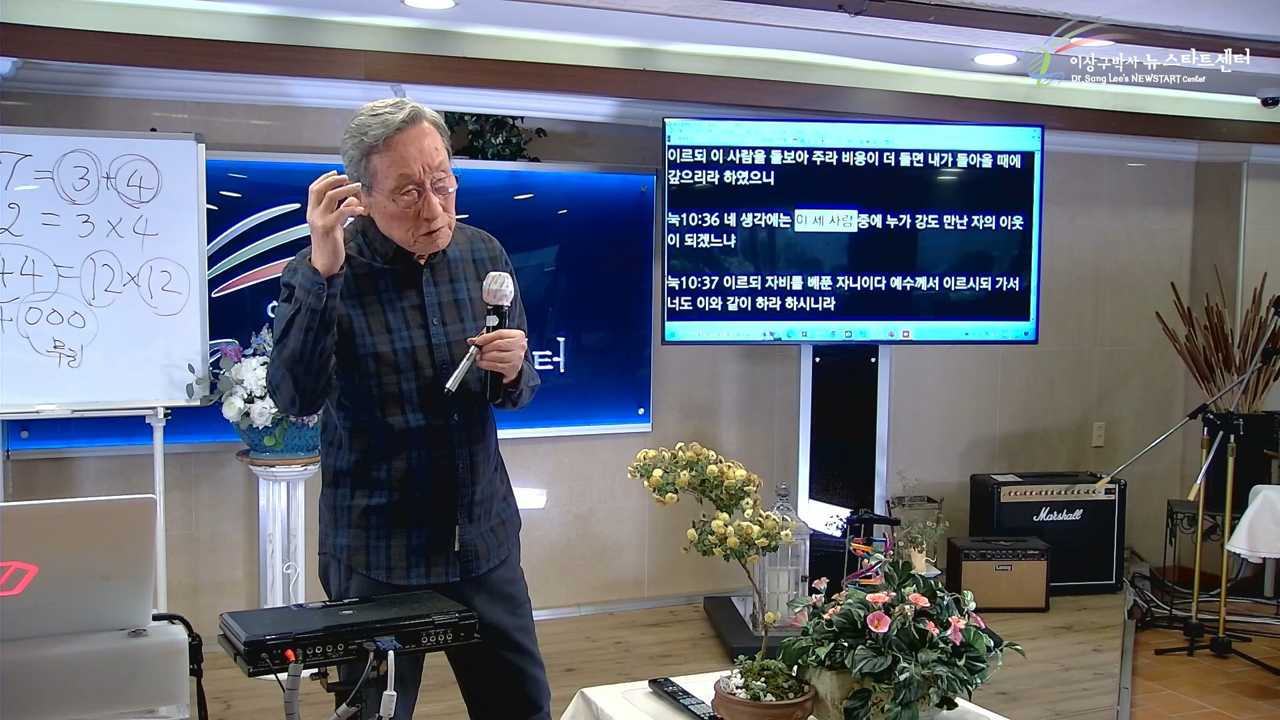 이상구박사 뉴스타트센터
Dr. Sang Lee's NEWSTART Center
7 = 3 + 4
2 = 3 x 4
+4 = 12 x 12
000
무리
터
이르되 이 사람을 돌보아 주라 비용이 더 들면 내가 돌아올 때에
갚으리라 하였으니
눅10:36 네 생각에는 이 세 사람 중에 누가 강도 만난 자의 이웃
이 되겠느냐
눅10:37 이르되 자비를 베푼 자니이다 예수께서 이르시되 가서
너도 이와 같이 하라 하시니라
Marshall
Laney